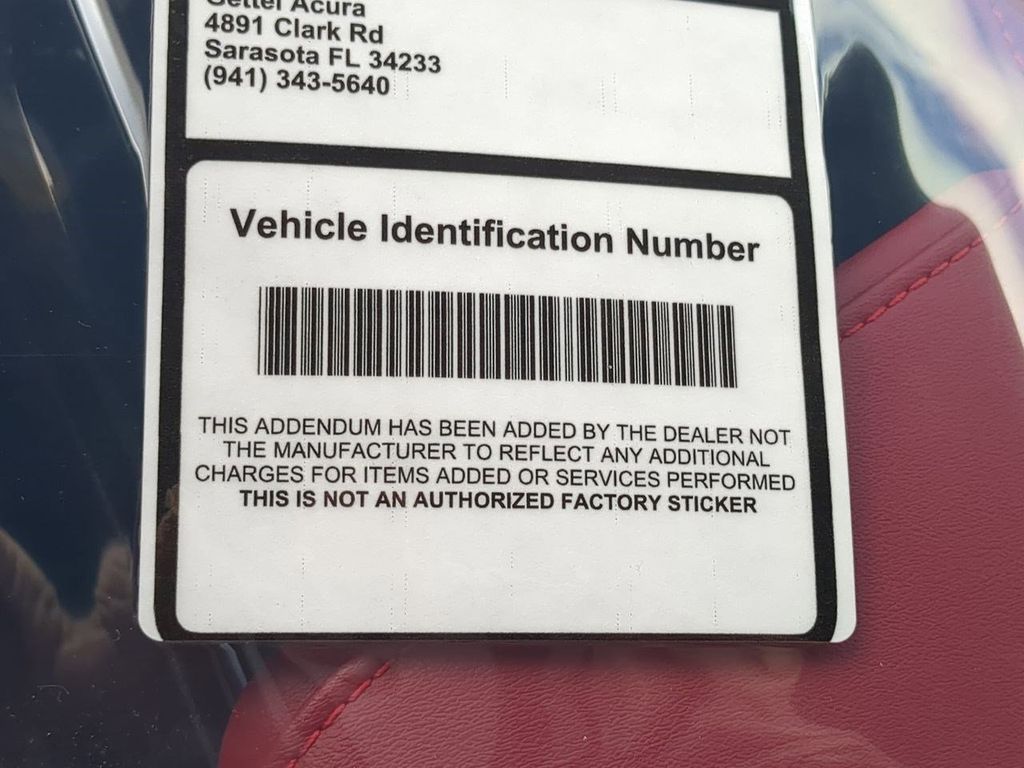 Gettel Acura
4891 Clark Rd
Sarasota FL 34233
(941) 343-5640
Vehicle Identification Number
THIS ADDENDUM HAS BEEN ADDED BY THE DEALER NOT
THE MANUFACTURER TO REFLECT ANY ADDITIONAL
CHARGES FOR ITEMS ADDED OR SERVICES PERFORMED
THIS IS NOT AN AUTHORIZED FACTORY STICKER